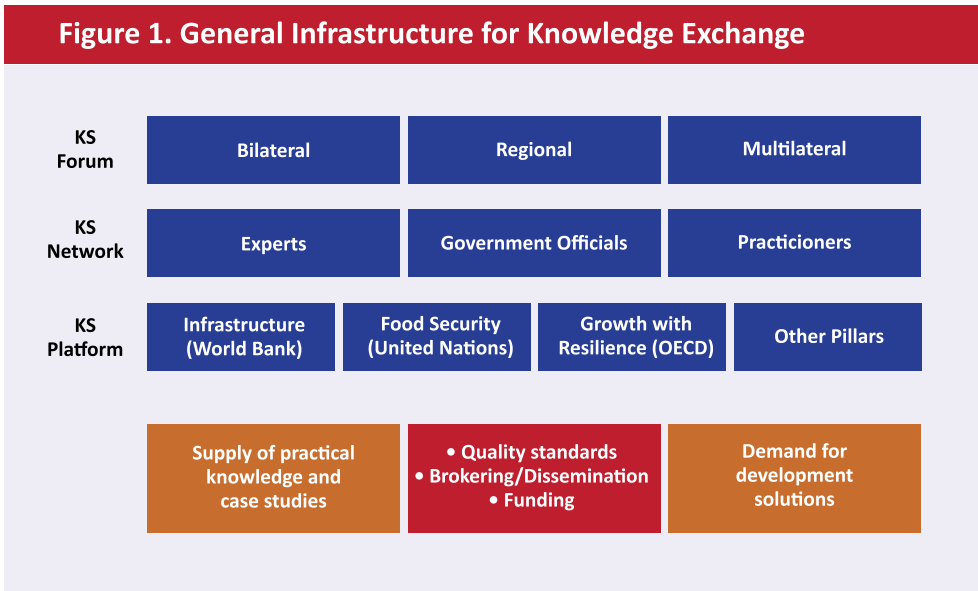 Figure 1. General Infrastructure for Knowledge Exchange
KS
Forum
Bilateral
Regional
Multilateral
KS
Network
Experts
Government Officials
Practicioners
KS
Platform
Infrastructure
(World Bank)
Food Security
(United Nations)
Growth with
Resilience (OECD)
Other Pillars
Supply of practical
knowledge and
case studies
• Quality standards
• Brokering/Dissemination
• Funding
Demand for
development
solutions